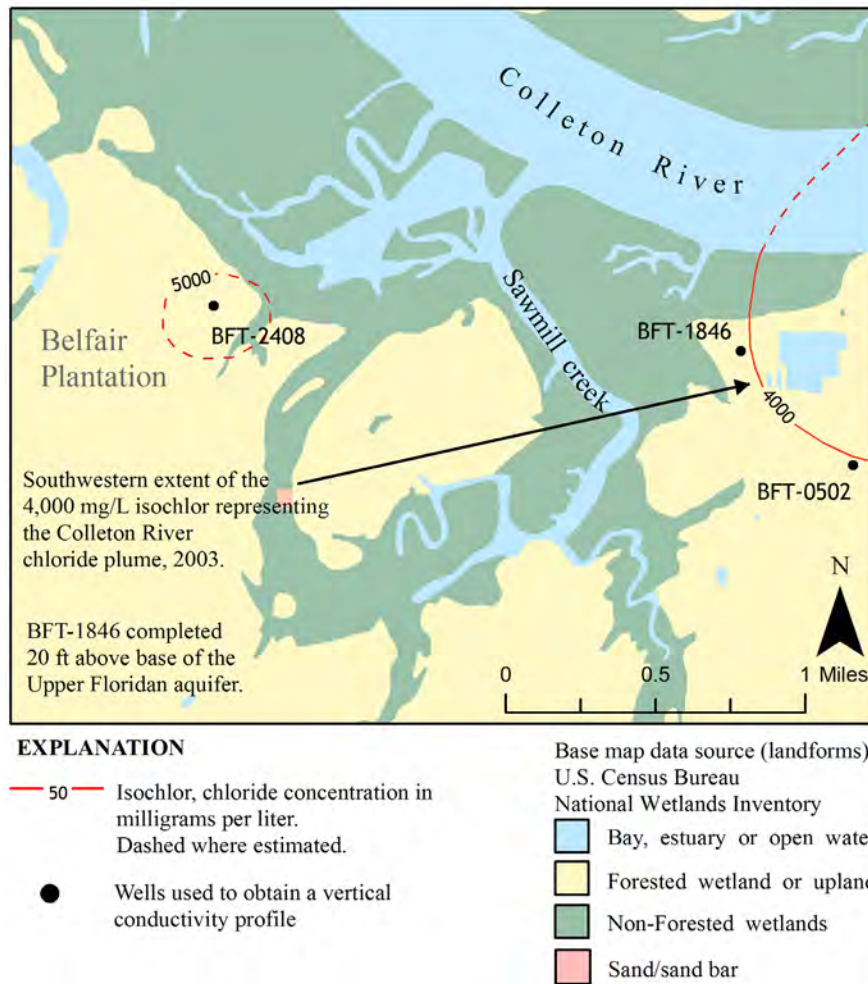 Colleton River
5000
BFT-2408
Belfair
Plantation
Sawmill creek
BFT-1846
4000
BFT-0502
Southwestern extent of the
4,000 mg/L isochlor representing
the Colleton River
chloride plume, 2003.
BFT-1846 completed
20 ft above base of the
Upper Floridan aquifer.
N
0 0.5 1 Miles
EXPLANATION
50 Isochlor, chloride concentration in
milligrams per liter.
Dashed where estimated.
Wells used to obtain a vertical
conductivity profile
Base map data source (landforms)
U.S. Census Bureau
National Wetlands Inventory
Bay, estuary or open wate
Forested wetland or uplan
Non-Forested wetlands
Sand/sand bar